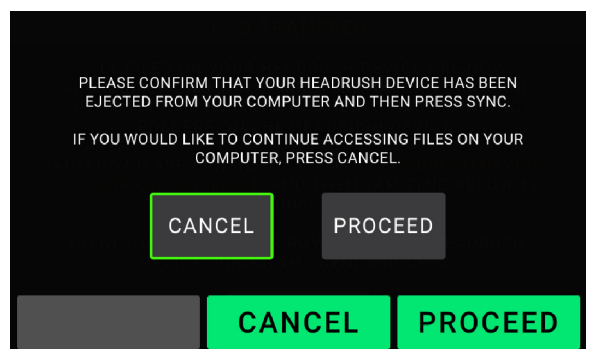 PLEASE CONFIRM THAT YOUR HEADRUSH DEVICE HAS BEEN
EJECTED FROM YOUR COMPUTER AND THEN PRESS SYNC.
IF YOU WOULD LIKE TO CONTINUE ACCESSING FILES ON YOUR
COMPUTER, PRESS CANCEL.
CANCEL PROCEED
CANCEL PROCEED